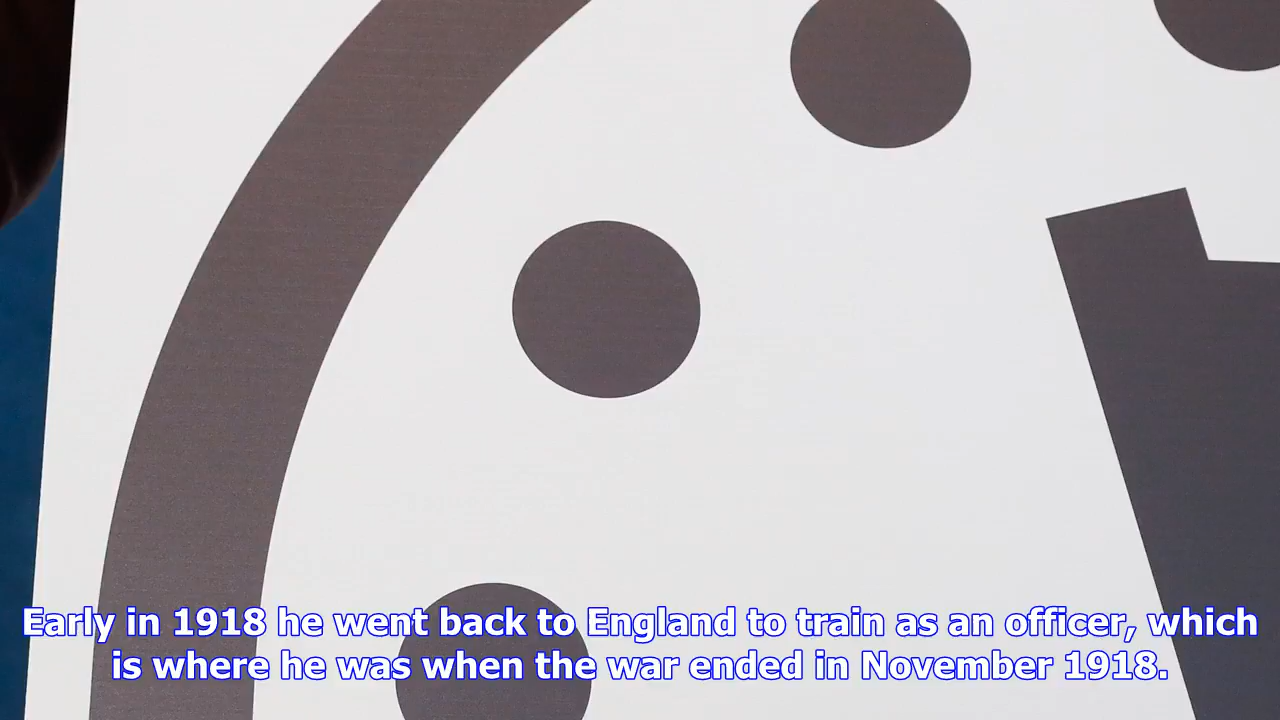 Early in 1918 he went back to England to train as an officer, which
is where he was when the war ended in November 1918.